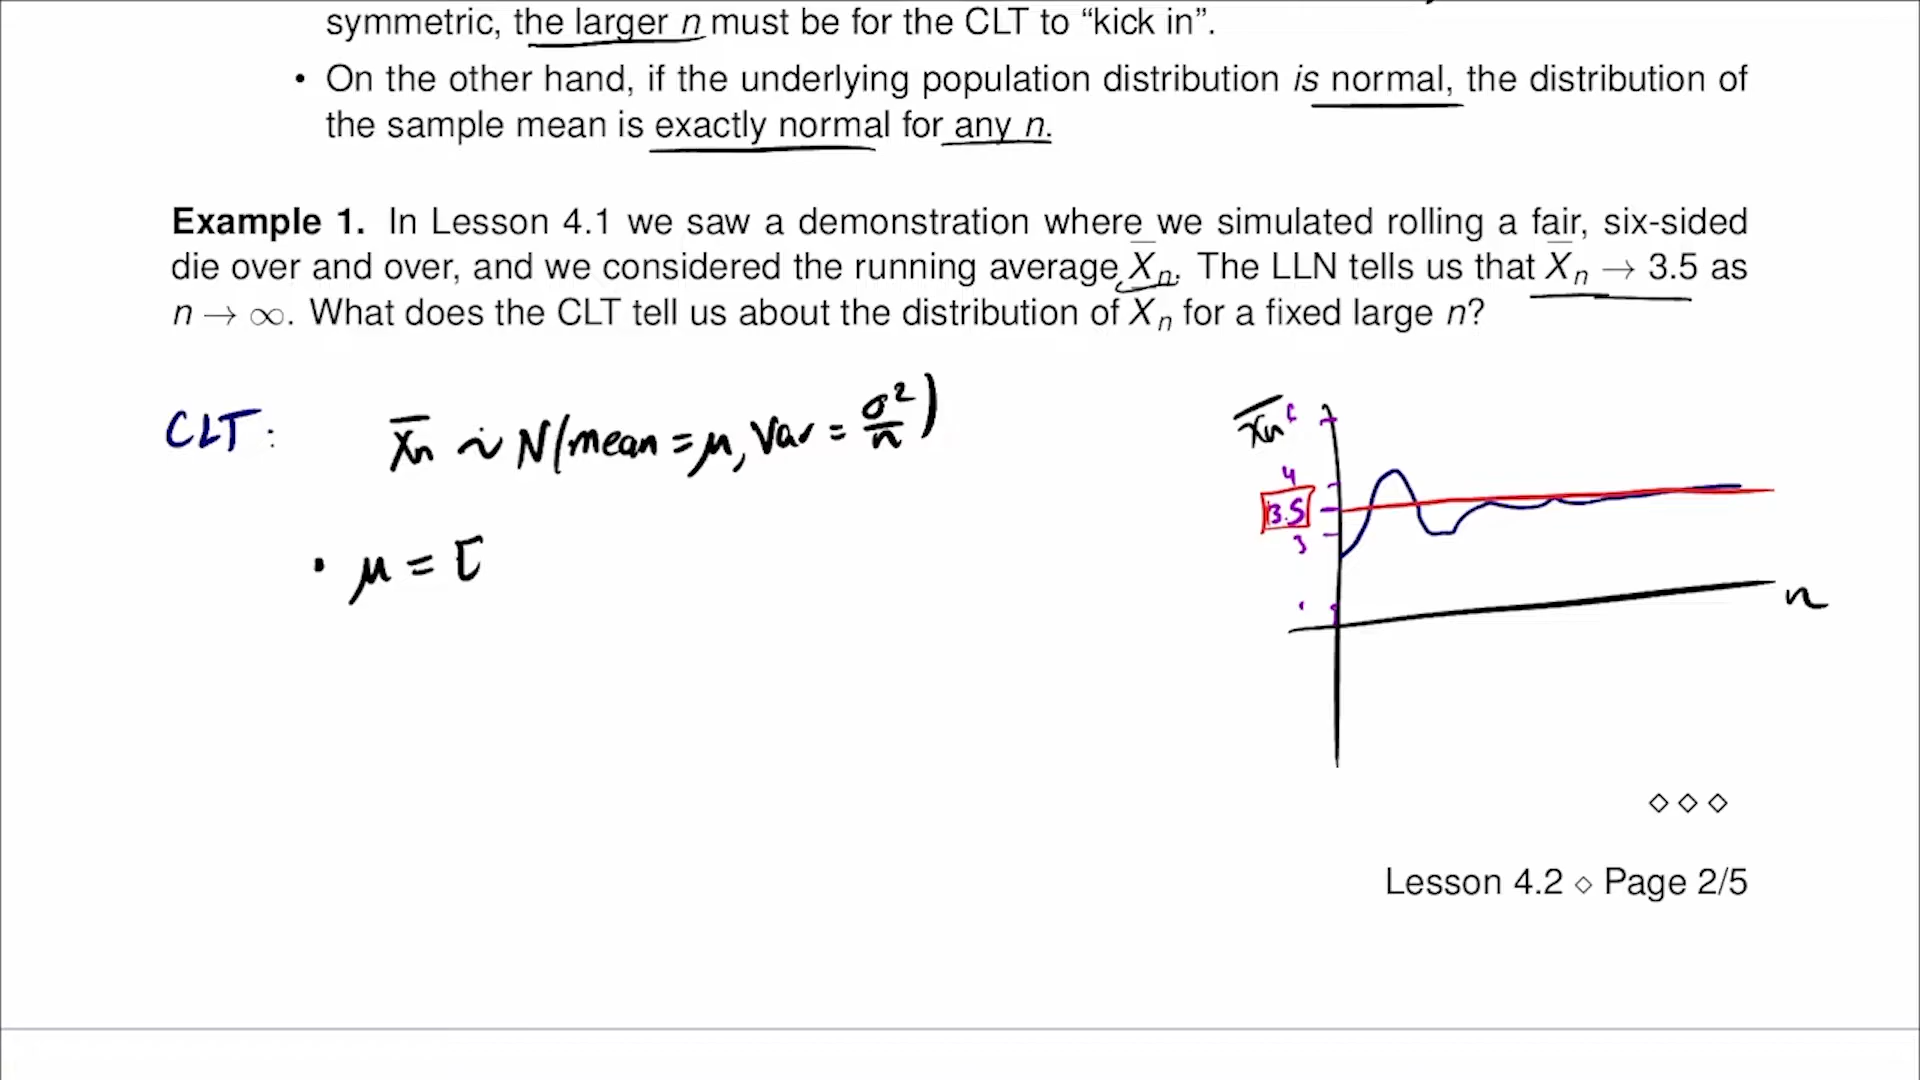 symmetric, the larger n must be for the CLT to “kick in”.
• On the other hand, if the underlying population distribution is normal, the distribution of
the sample mean is exactly normal for any n.
Example 1. In Lesson 4.1 we saw a demonstration where we simulated rolling a fair, six-sided
die over and over, and we considered the running average X̅ₙ. The LLN tells us that X̅ₙ → 3.5 as
n → ∞. What does the CLT tell us about the distribution of X̅ₙ for a fixed large n?
CLT: X̅ₙ ∼ N(mean = μ, Var = σ²/n)
• μ = [
X̅ₙ
4
3.5
3
n
◇ ◇ ◇
Lesson 4.2 ◇ Page 2/5